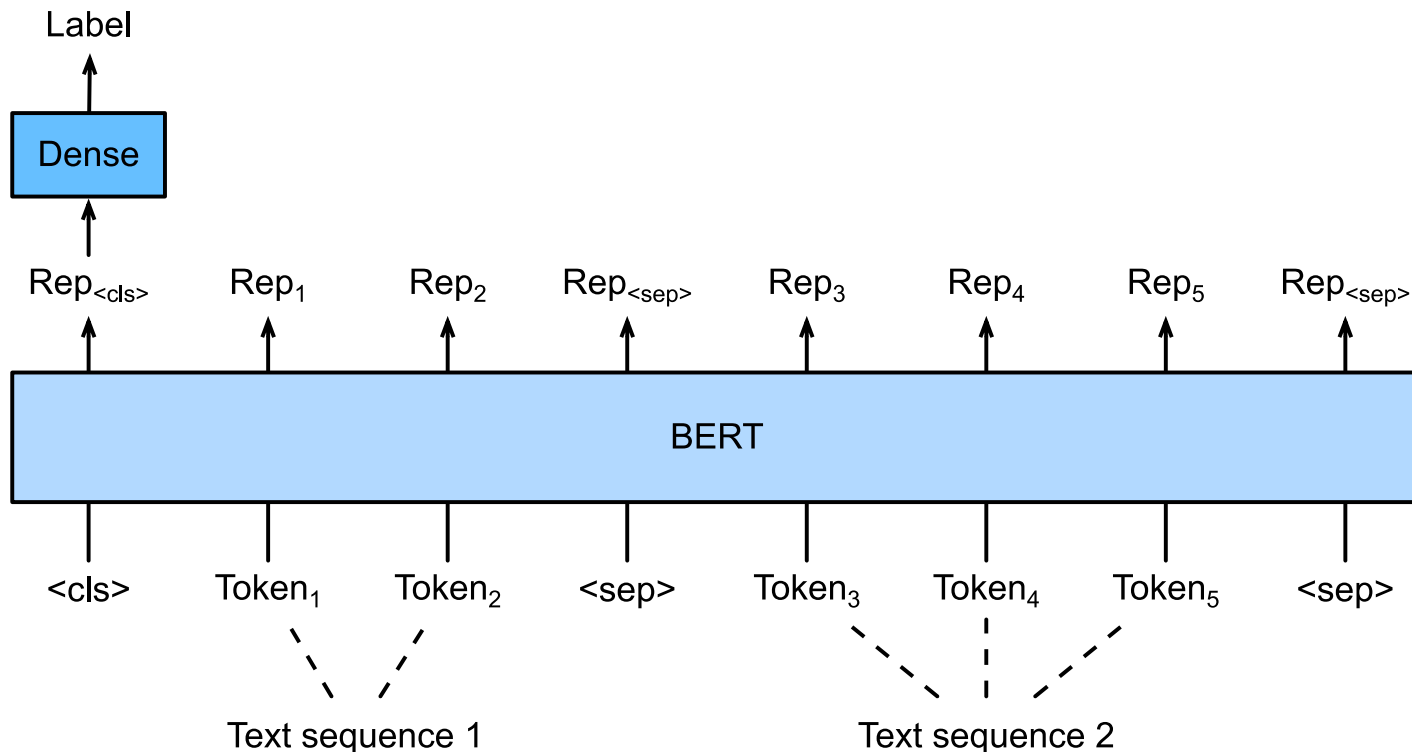 Label
Dense
Rep<cls> Rep1 Rep2 Rep<sep> Rep3 Rep4 Rep5 Rep<sep>
BERT
<cls> Token1 Token2 <sep> Token3 Token4 Token5 <sep>
Text sequence 1 Text sequence 2